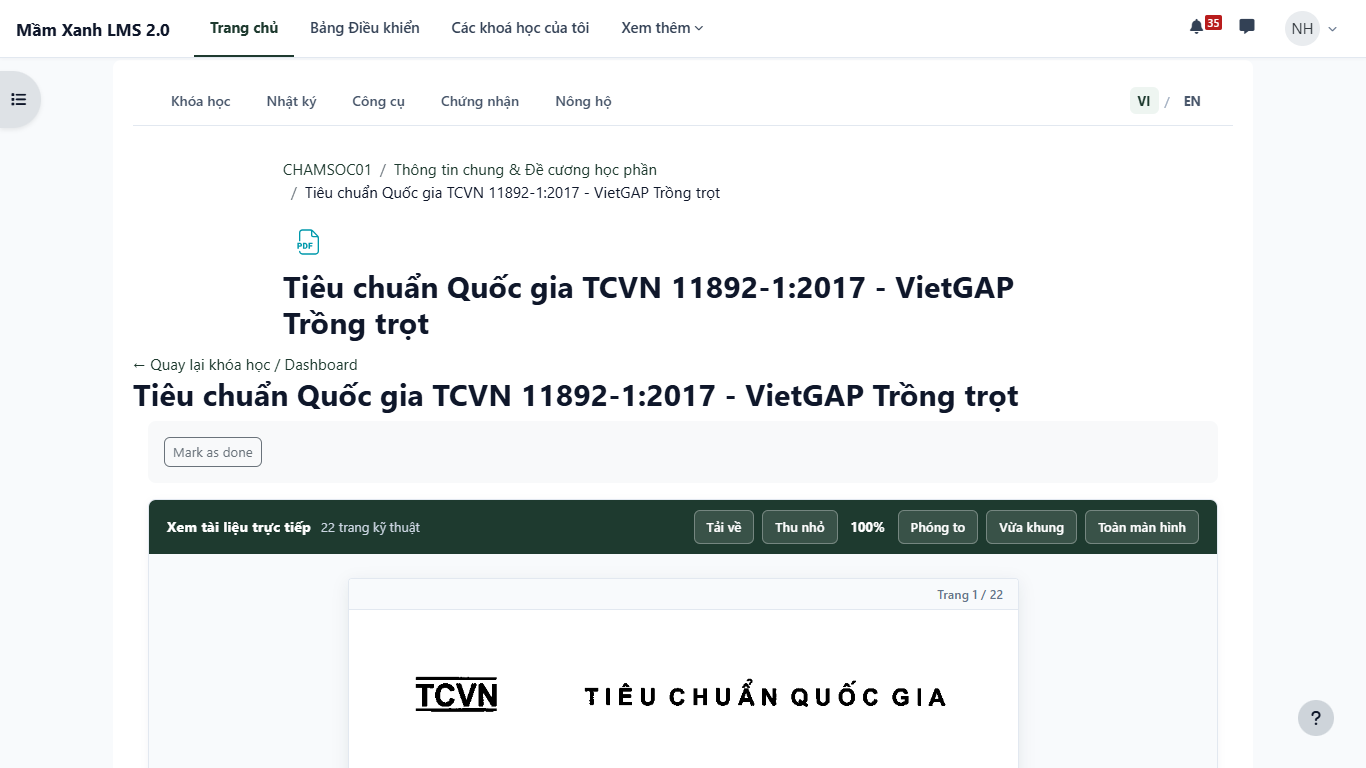 Mầm Xanh LMS 2.0
Trang chủ
Bảng Điều khiển
Các khoá học của tôi
Xem thêm
35
NH
Khóa học
Nhật ký
Công cụ
Chứng nhận
Nông hộ
VI / EN
CHAMSOC01 / Thông tin chung & Đề cương học phần
/ Tiêu chuẩn Quốc gia TCVN 11892-1:2017 - VietGAP Trồng trọt
PDF
Tiêu chuẩn Quốc gia TCVN 11892-1:2017 - VietGAP
Trồng trọt
← Quay lại khóa học / Dashboard
Tiêu chuẩn Quốc gia TCVN 11892-1:2017 - VietGAP Trồng trọt
Mark as done
Xem tài liệu trực tiếp 22 trang kỹ thuật
Tải về
Thu nhỏ
100%
Phóng to
Vừa khung
Toàn màn hình
Trang 1 / 22
TCVN
TIÊU CHUẨN QUỐC GIA
?